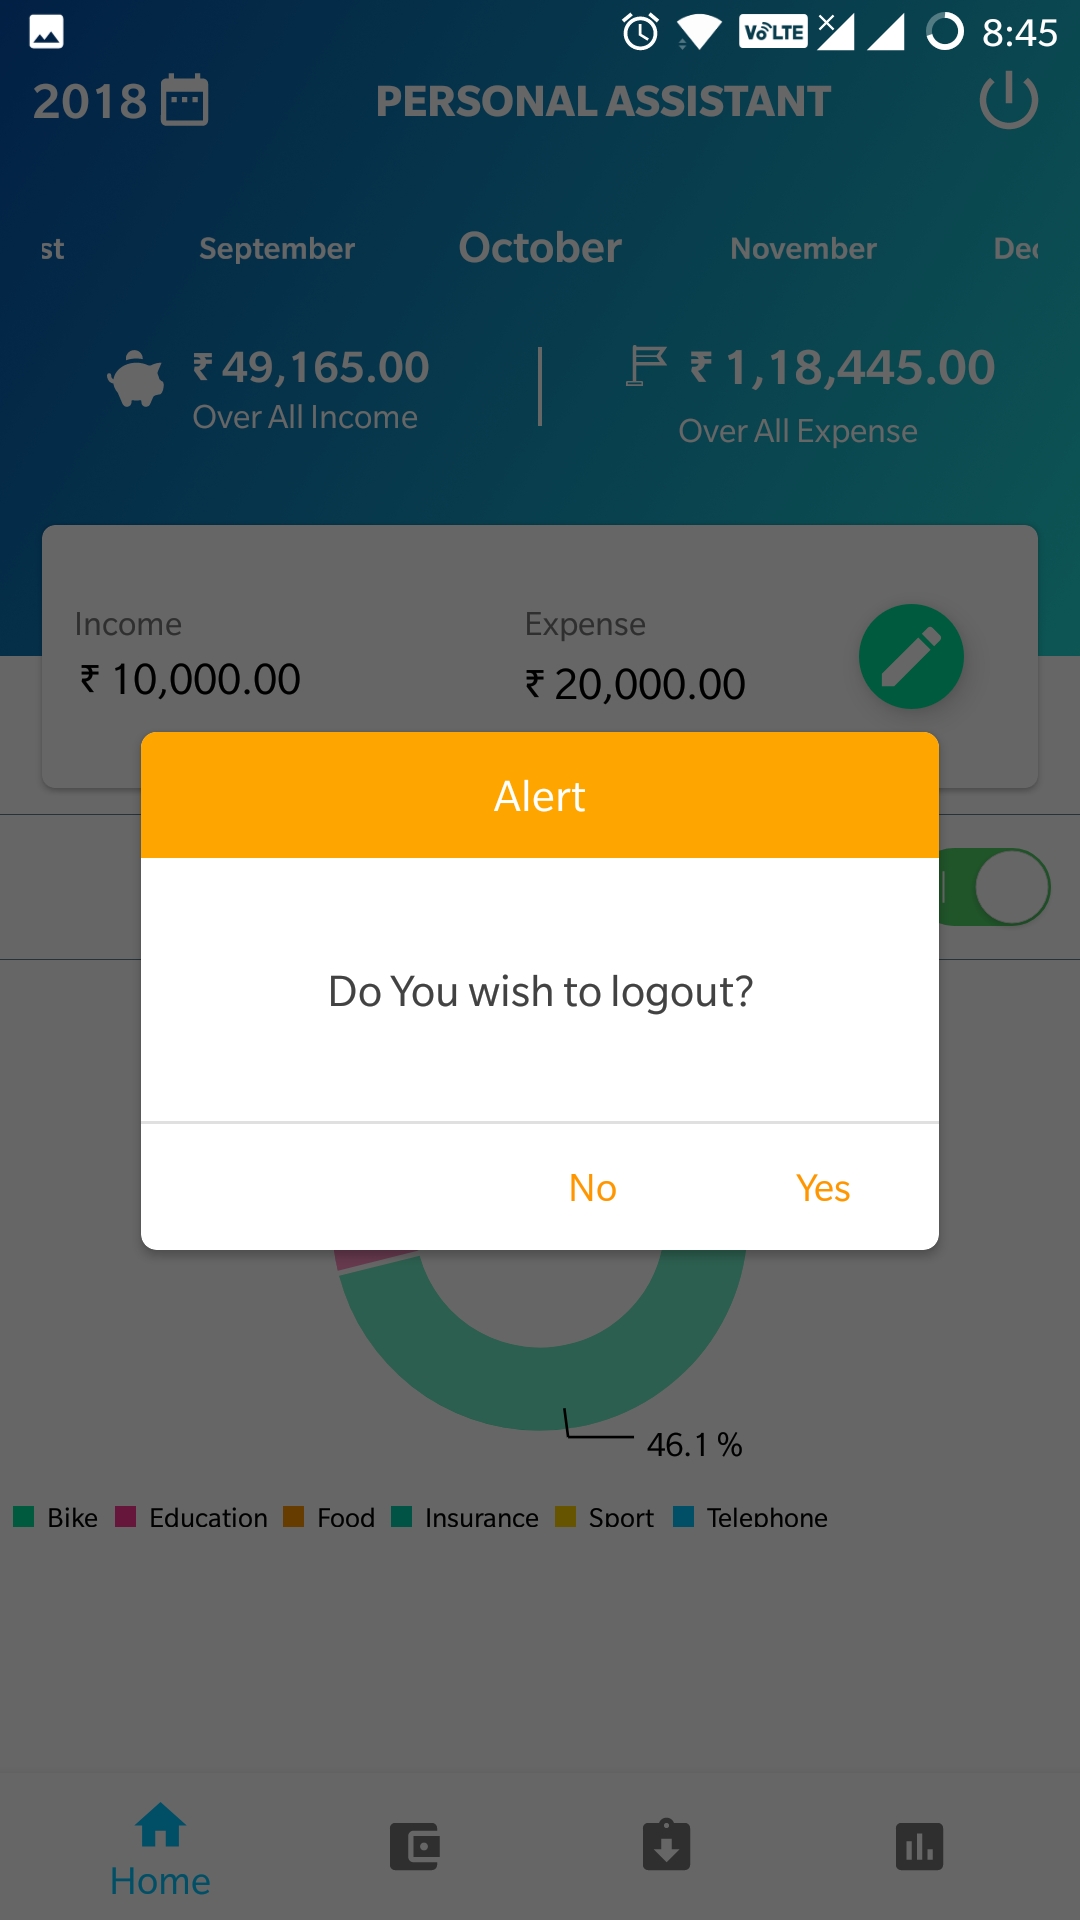 VoLTE 8:45
2018 PERSONAL ASSISTANT
st September October November Dec
₹ 49,165.00 ₹ 1,18,445.00
Over All Income Over All Expense
Income Expense
₹ 10,000.00 ₹ 20,000.00
Alert
Do You wish to logout?
No Yes
46.1 %
Bike Education Food Insurance Sport Telephone
Home